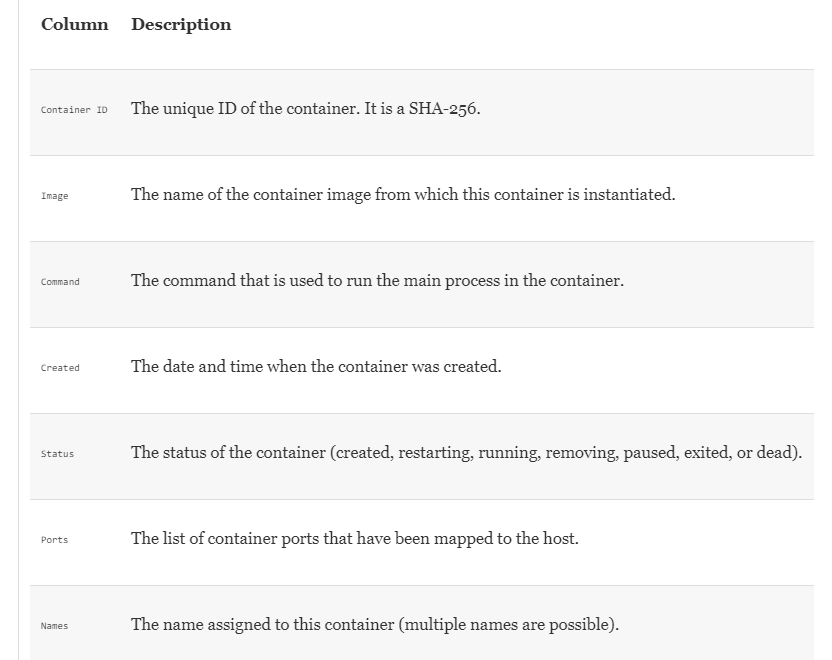 Column Description
Container ID The unique ID of the container. It is a SHA-256.
Image The name of the container image from which this container is instantiated.
Command The command that is used to run the main process in the container.
Created The date and time when the container was created.
Status The status of the container (created, restarting, running, removing, paused, exited, or dead).
Ports The list of container ports that have been mapped to the host.
Names The name assigned to this container (multiple names are possible).